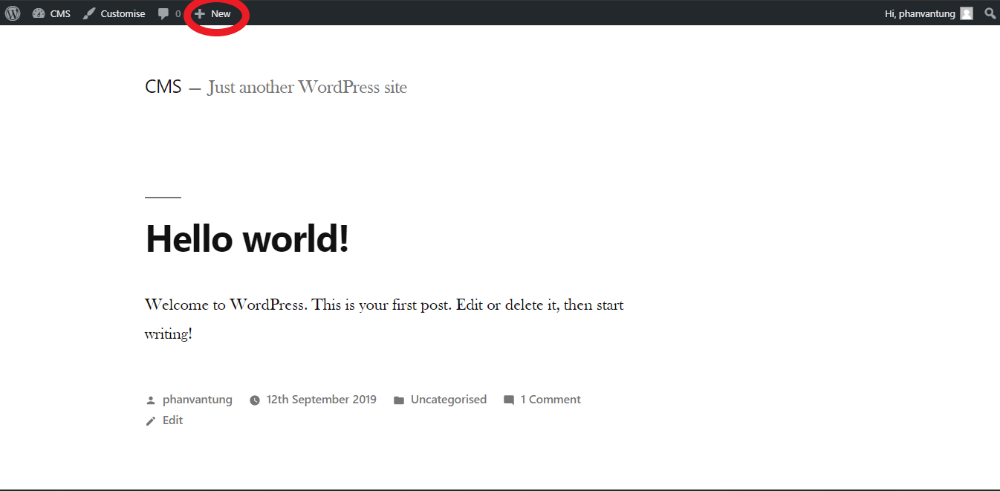 CMS Customise 0 New Hi, phanvantung
CMS — Just another WordPress site
Hello world!
Welcome to WordPress. This is your first post. Edit or delete it, then start
writing!
phanvantung 12th September 2019 Uncategorised 1 Comment
Edit